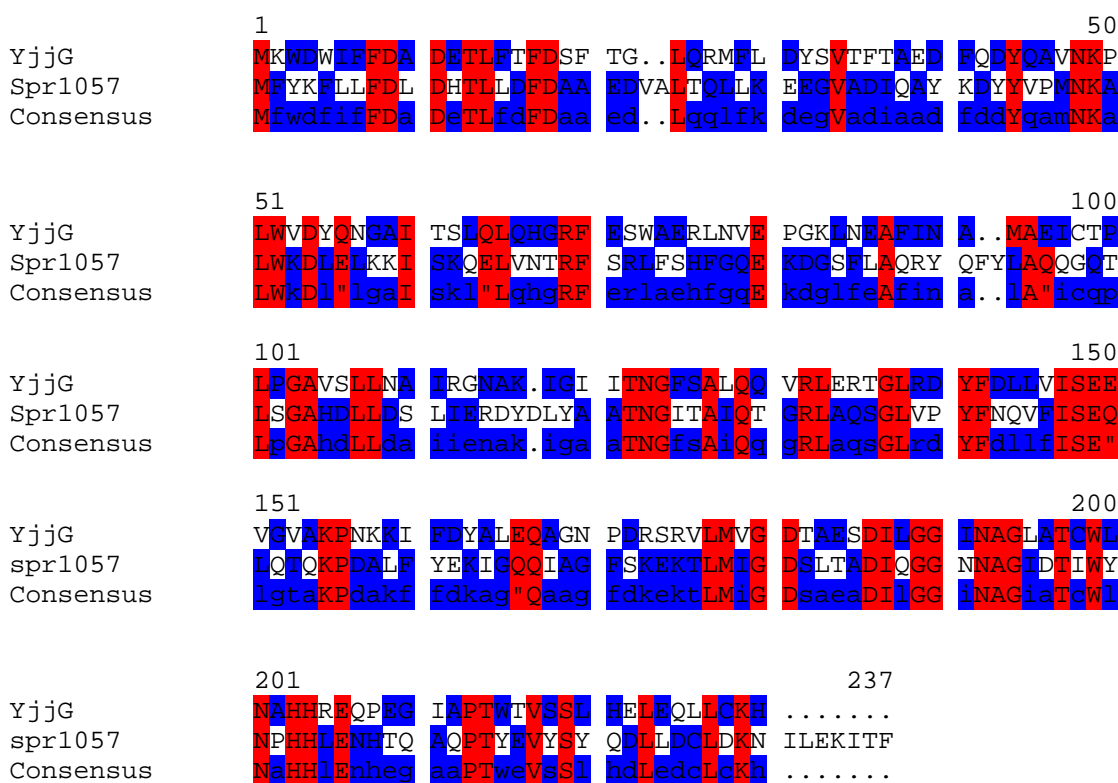 1 50
YjjG MKWDWIFFDA DETLFTFDSF TG..LQRMFL DYSVTFTAED FQDYQAVNKP
Spr1057 MFYKFLLFDL DHTLLDFDAA EDVALTQLLK EEGVADIQAY KDYYVPMNKA
Consensus MfwdfifFDa DeTLfdFDaa ed..Lqqlfk degVadiaad fddYqamNKa
51 100
YjjG LWVDYQNGAI TSLQLQHGRF ESWAERLNVE PGKLNEAFIN A..MAEICTP
Spr1057 LWKDLELKKI SKQELVNTRF SRLFSHFGQE KDGSFLAQRY QFYLAQQGQT
Consensus LWkDl"lgaI skl"LqhgRF erlaehfgqE kdglfeAfin a..lA"icqp
101 150
YjjG LPGAVSLLNA IRGNAK.IGI ITNGFSALQQ VRLERTGLRD YFDLLVISEE
Spr1057 LSGAHDLLDS LIERDYDLYA ATNGITAIQT GRLAQSGLVP YFNQVFISEQ
Consensus LpGAhdLLda iienak.iga aTNGfsAiQq gRLaqsGLrd YFdllfISE"
151 200
YjjG VGVAKPNKKI FDYALEQAGN PDRSRVLMVG DTAESDILGG INAGLATCWL
spr1057 LQTQKPDALF YEKIGQQIAG FSKEKTLMIG DSLTADIQGG NNAGIDTIWY
Consensus lgtaKPdakf fdkag"Qaag fdkektLMiG DsaeaDIlGG iNAGiaTcWl
201 237
YjjG NAHHREQPEG IAPTWTVSSL HELEQLLCKH .......
spr1057 NPHHLENHTQ AQPTYEVYSY QDLLDCLDKN ILEKITF
Consensus NaHHlEnheg aaPTweVsSl hdLedcLcKh .......